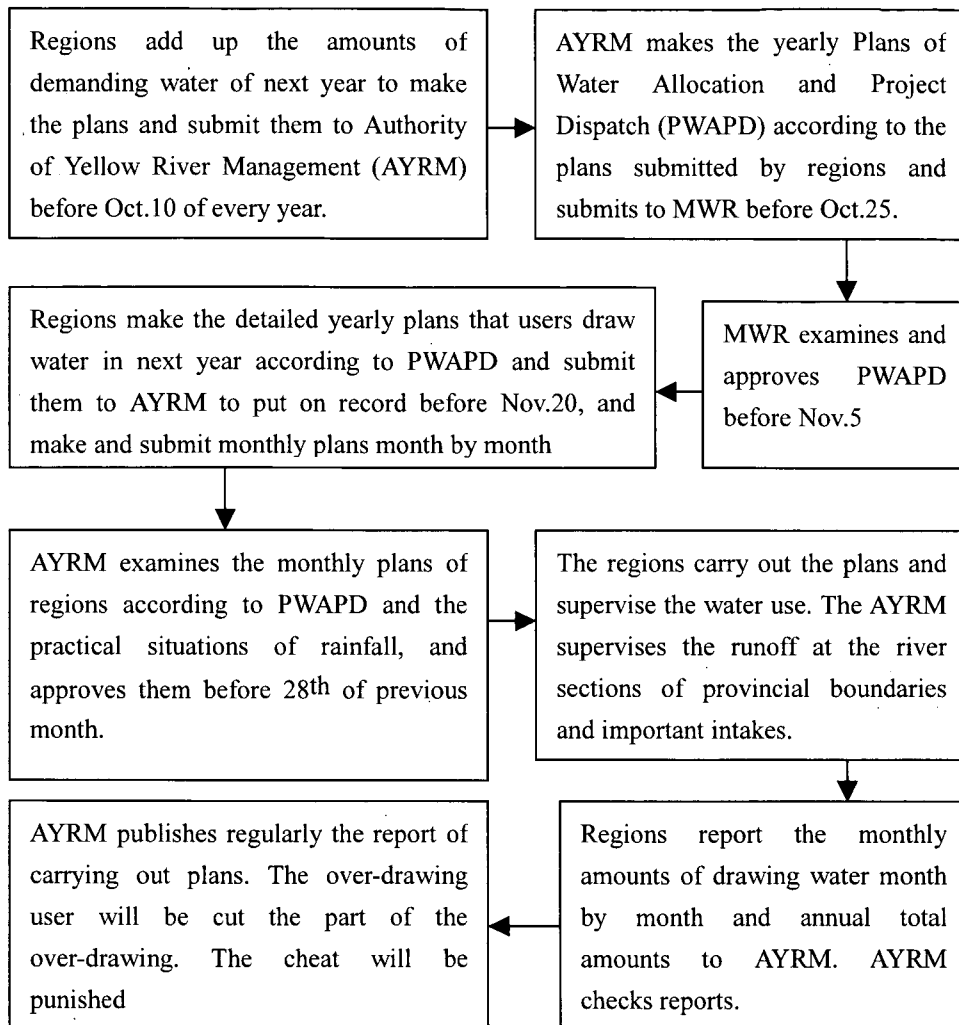 Regions add up the amounts of
demanding water of next year to make
the plans and submit them to Authority
of Yellow River Management (AYRM)
before Oct.10 of every year.
AYRM makes the yearly Plans of
Water Allocation and Project
Dispatch (PWAPD) according to the
plans submitted by regions and
submits to MWR before Oct.25.
MWR examines and
approves PWAPD
before Nov.5
Regions make the detailed yearly plans that users draw
water in next year according to PWAPD and submit
them to AYRM to put on record before Nov.20, and
make and submit monthly plans month by month
AYRM examines the monthly plans of
regions according to PWAPD and the
practical situations of rainfall, and
approves them before 28th of previous
month.
The regions carry out the plans and
supervise the water use. The AYRM
supervises the runoff at the river
sections of provincial boundaries
and important intakes.
Regions report the monthly
amounts of drawing water month
by month and annual total
amounts to AYRM. AYRM
checks reports.
AYRM publishes regularly the report of
carrying out plans. The over-drawing
user will be cut the part of the
over-drawing. The cheat will be
punished